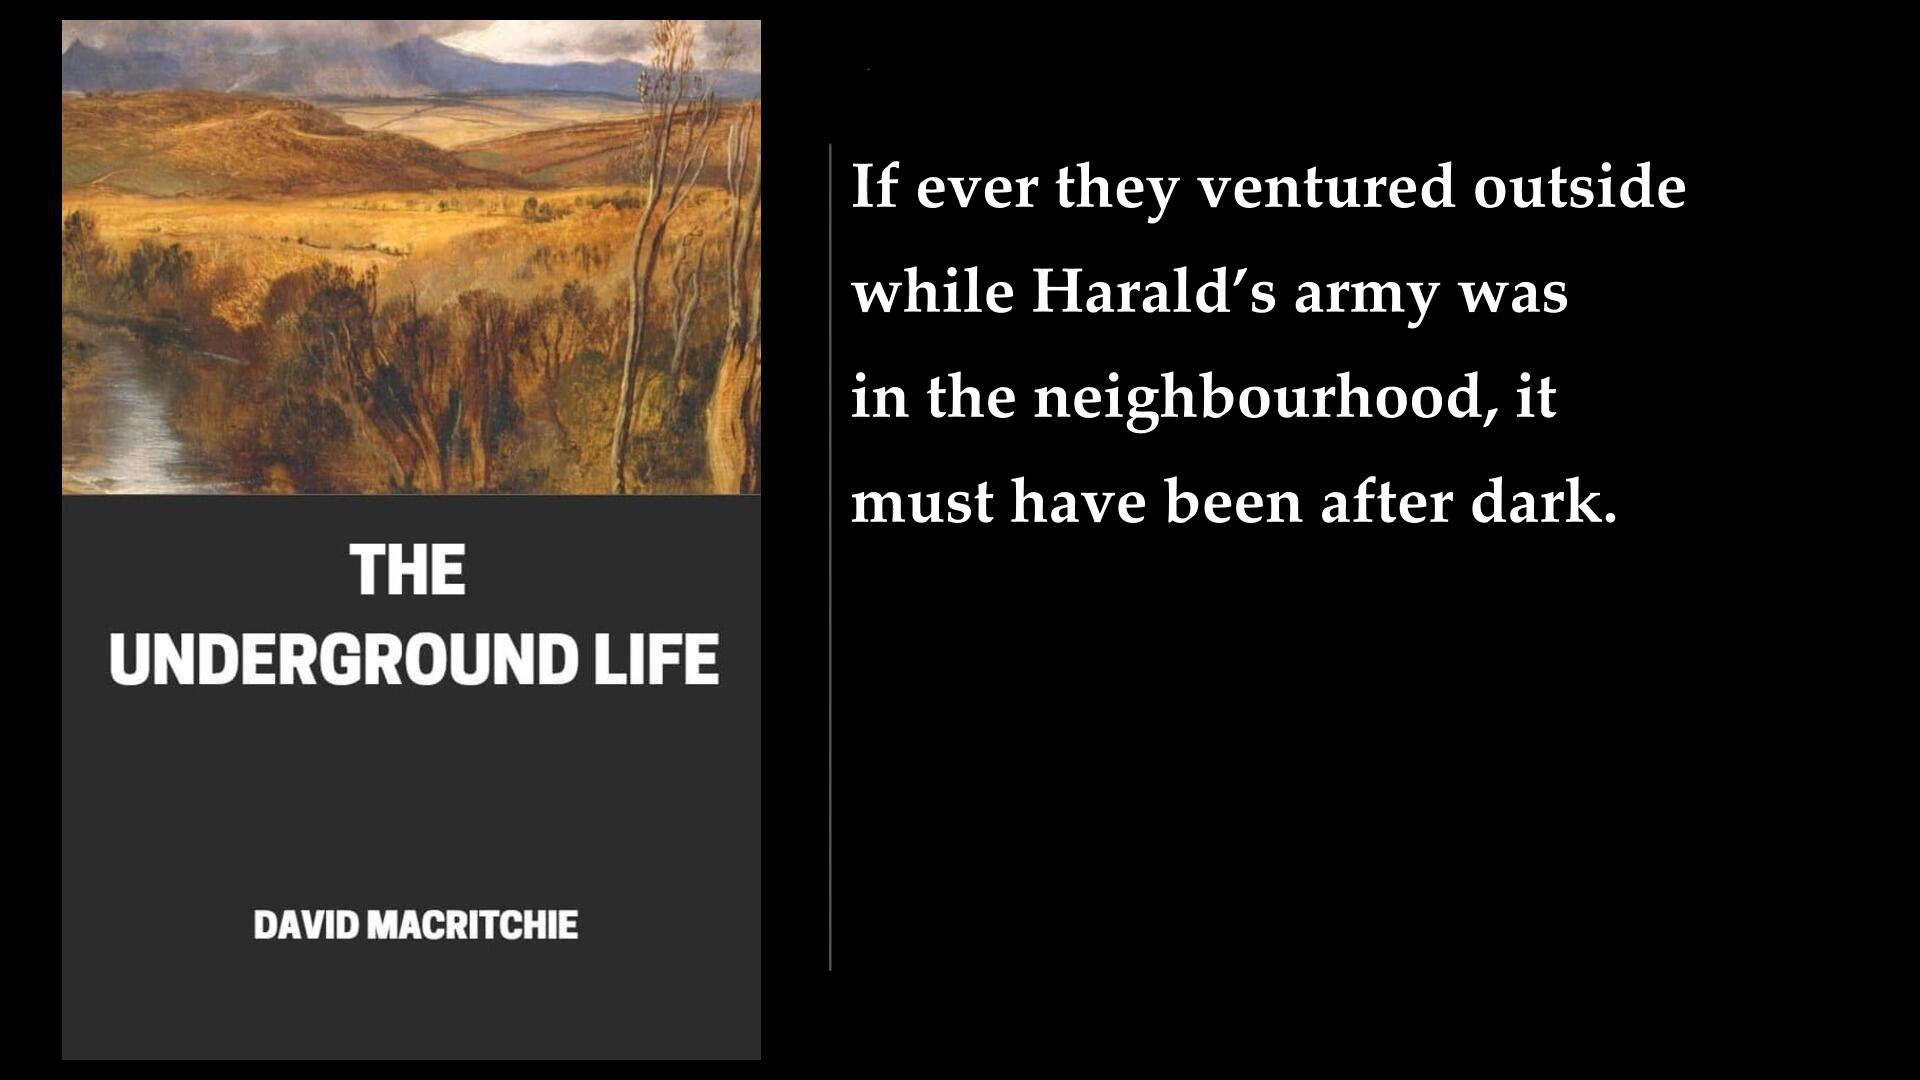 THE
UNDERGROUND LIFE
DAVID MACRITCHIE
If ever they ventured outside
while Harald’s army was
in the neighbourhood, it
must have been after dark.